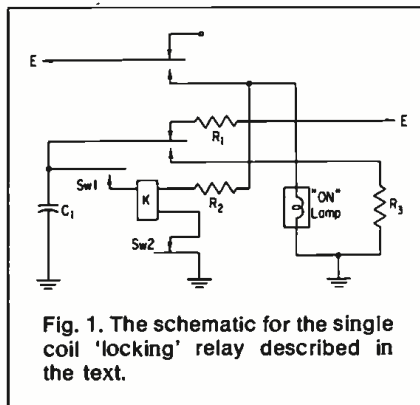 E
E
R1
Sw1
K
R2
"ON"
Lamp
R3
C1
Sw2
Fig. 1. The schematic for the single
coil 'locking' relay described in
the text.